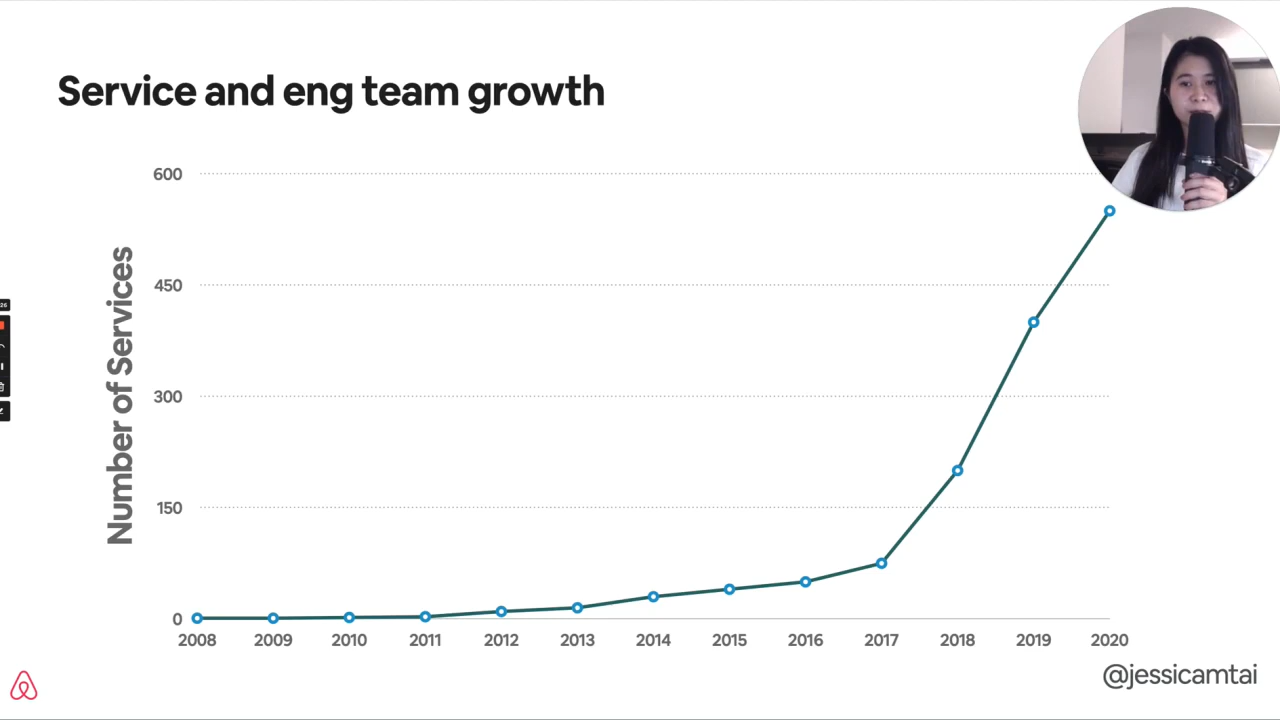 Service and eng team growth
600
450
300
150
0
Number of Services
2008 2009 2010 2011 2012 2013 2014 2015 2016 2017 2018 2019 2020
@jessicamtai
26